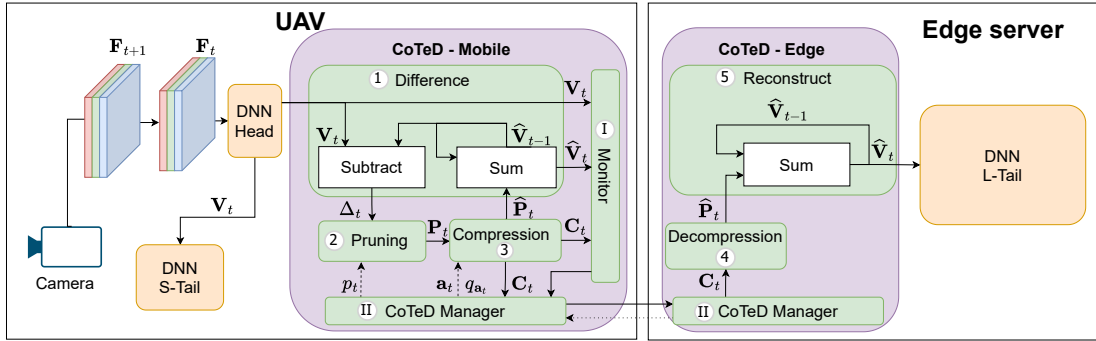 UAV
Edge server
CoTeD - Mobile
CoTeD - Edge
F_{t+1}
F_t
1 Difference
5 Reconstruct
V_t
I
Monitor
DNN
Head
V_t
V̂_{t-1}
V̂_t
Subtract
Sum
V̂_{t-1}
V̂_t
Sum
DNN
L-Tail
V_t
Δ_t
P̂_t
P̂_t
2 Pruning
P_t
Compression
3
C_t
Decompression
4
Camera
DNN
S-Tail
p_t
a_t
q_{a_t}
C_t
C_t
II
CoTeD Manager
II
CoTeD Manager